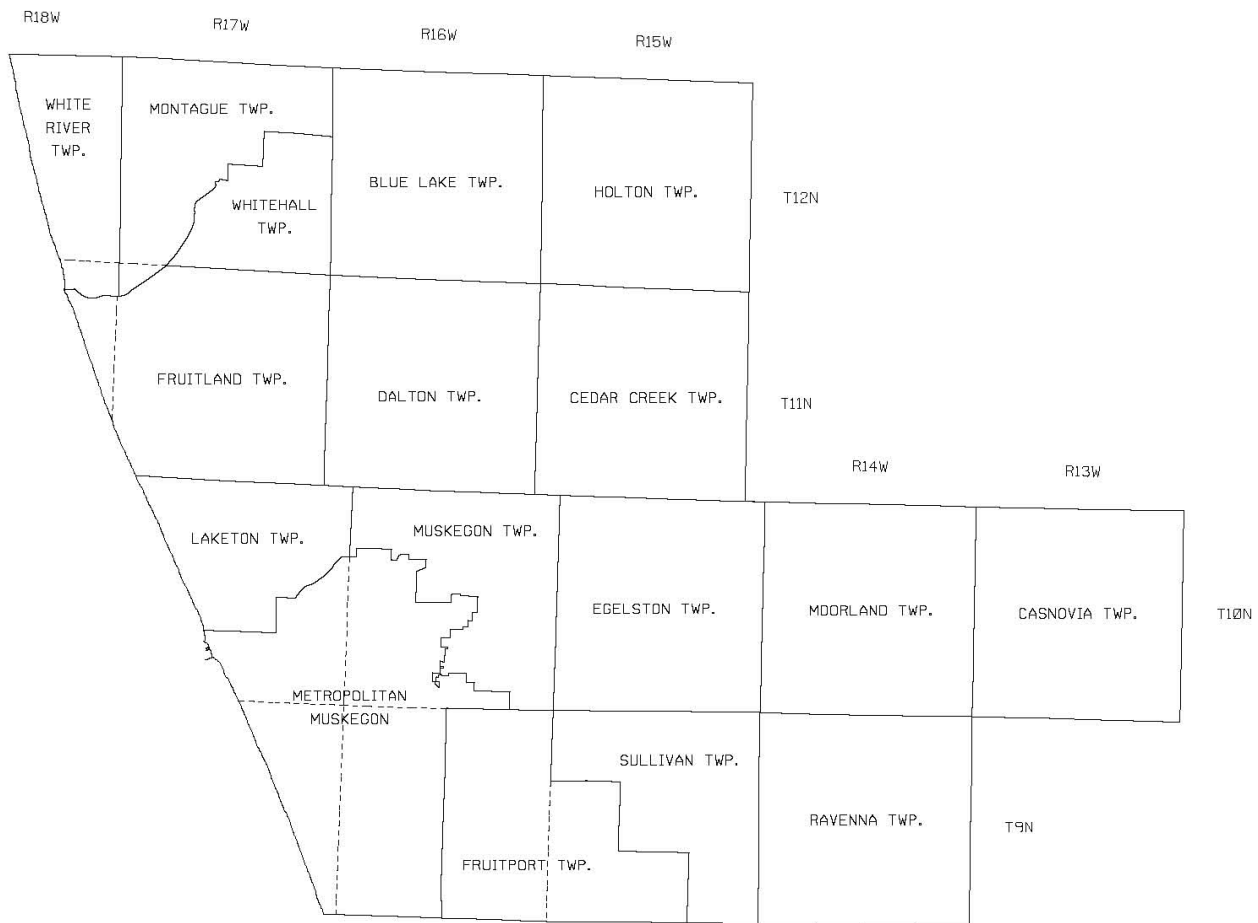 R18W
R17W
R16W
R15W
WHITE
RIVER
TWP.
MONTAGUE TWP.
WHITEHALL
TWP.
BLUE LAKE TWP.
HOLTON TWP.
T12N
FRUITLAND TWP.
DALTON TWP.
CEDAR CREEK TWP.
T11N
R14W
R13W
LAKETON TWP.
MUSKEGON TWP.
EGELSTON TWP.
MOORLAND TWP.
CASNOVIA TWP.
T10N
METROPOLITAN
MUSKEGON
SULLIVAN TWP.
RAVENNA TWP.
T9N
FRUITPORT TWP.